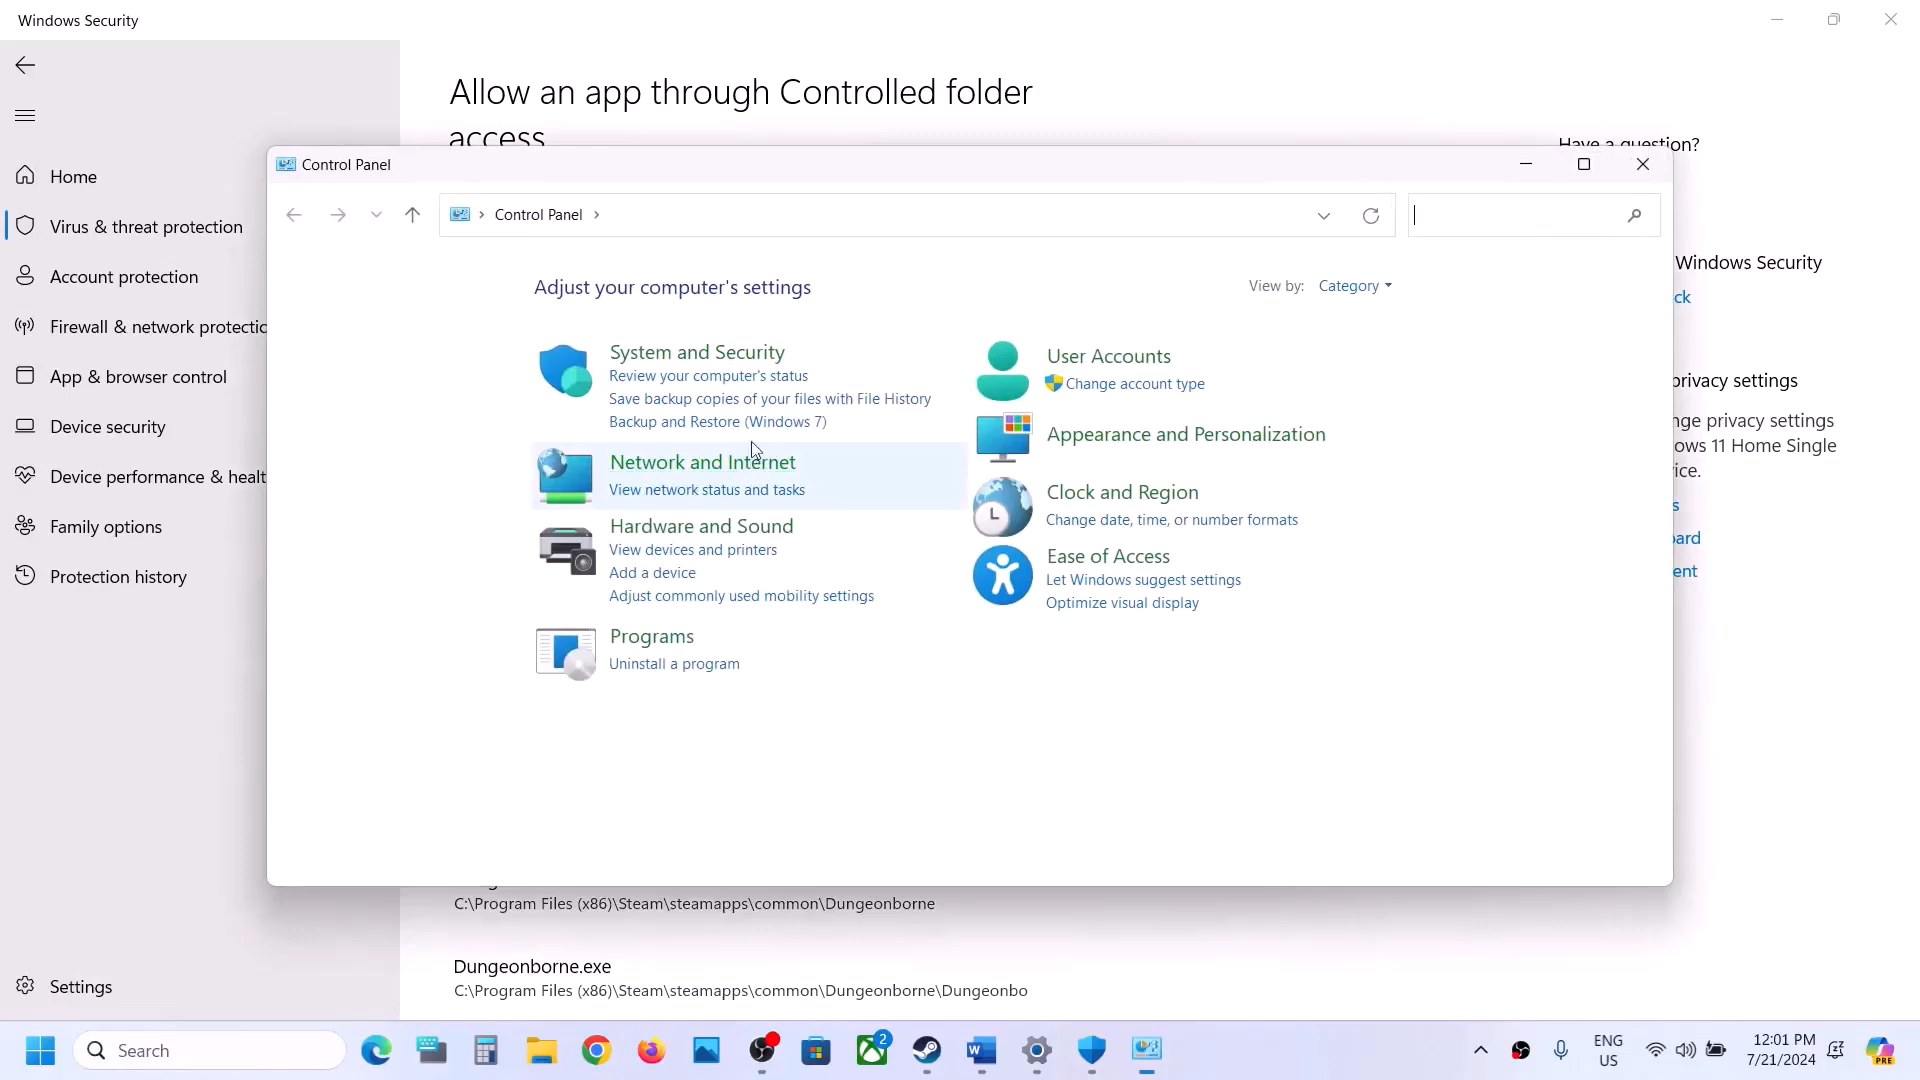 Windows Security
Allow an app through Controlled folder
access
Have a question?
Home
Virus & threat protection
Account protection
Firewall & network protectio
App & browser control
Device security
Device performance & healt
Family options
Protection history
Settings
Control Panel
Control Panel
Adjust your computer's settings
View by: Category
System and Security
Review your computer's status
Save backup copies of your files with File History
Backup and Restore (Windows 7)
Network and Internet
View network status and tasks
Hardware and Sound
View devices and printers
Add a device
Adjust commonly used mobility settings
Programs
Uninstall a program
User Accounts
Change account type
Appearance and Personalization
Clock and Region
Change date, time, or number formats
Ease of Access
Let Windows suggest settings
Optimize visual display
Windows Security
ck
privacy settings
nge privacy settings
ows 11 Home Single
ice.
s
oard
ent
C:\Program Files (x86)\Steam\steamapps\common\Dungeonborne
Dungeonborne.exe
C:\Program Files (x86)\Steam\steamapps\common\Dungeonborne\Dungeonbo
Search
2
ENG
US
12:01 PM
7/21/2024
PRE